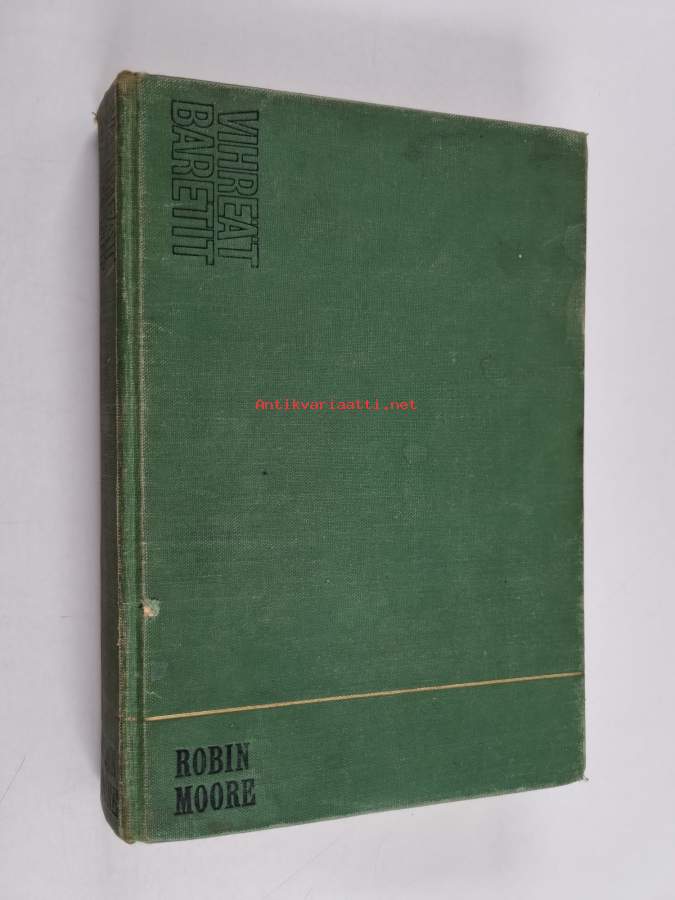 VIHREÄT
BARETIT
Antikvariaatti.net
ROBIN
MOORE